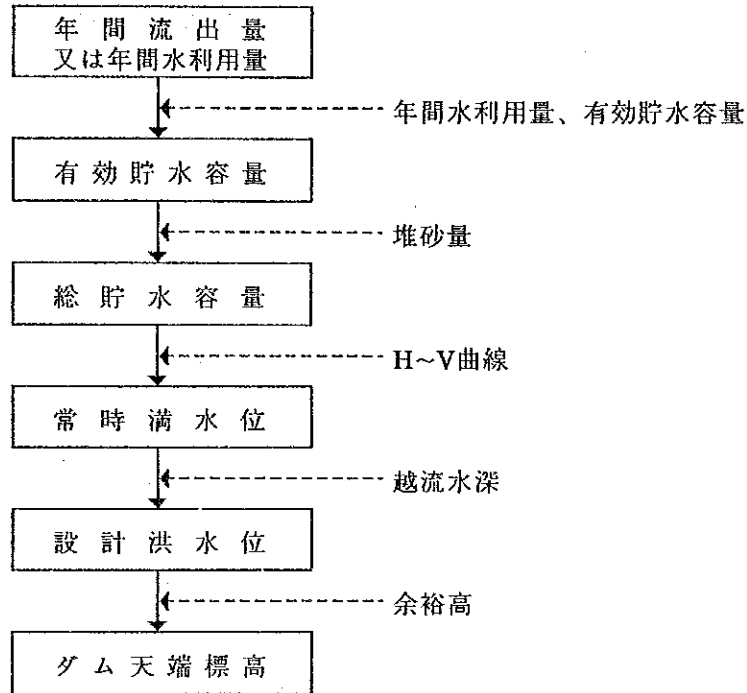 年間流出量
又は年間水利用量
年間水利用量、有効貯水容量
有効貯水容量
堆砂量
総貯水容量
H~V曲線
常時満水位
越流水深
設計洪水位
余裕高
ダム天端標高